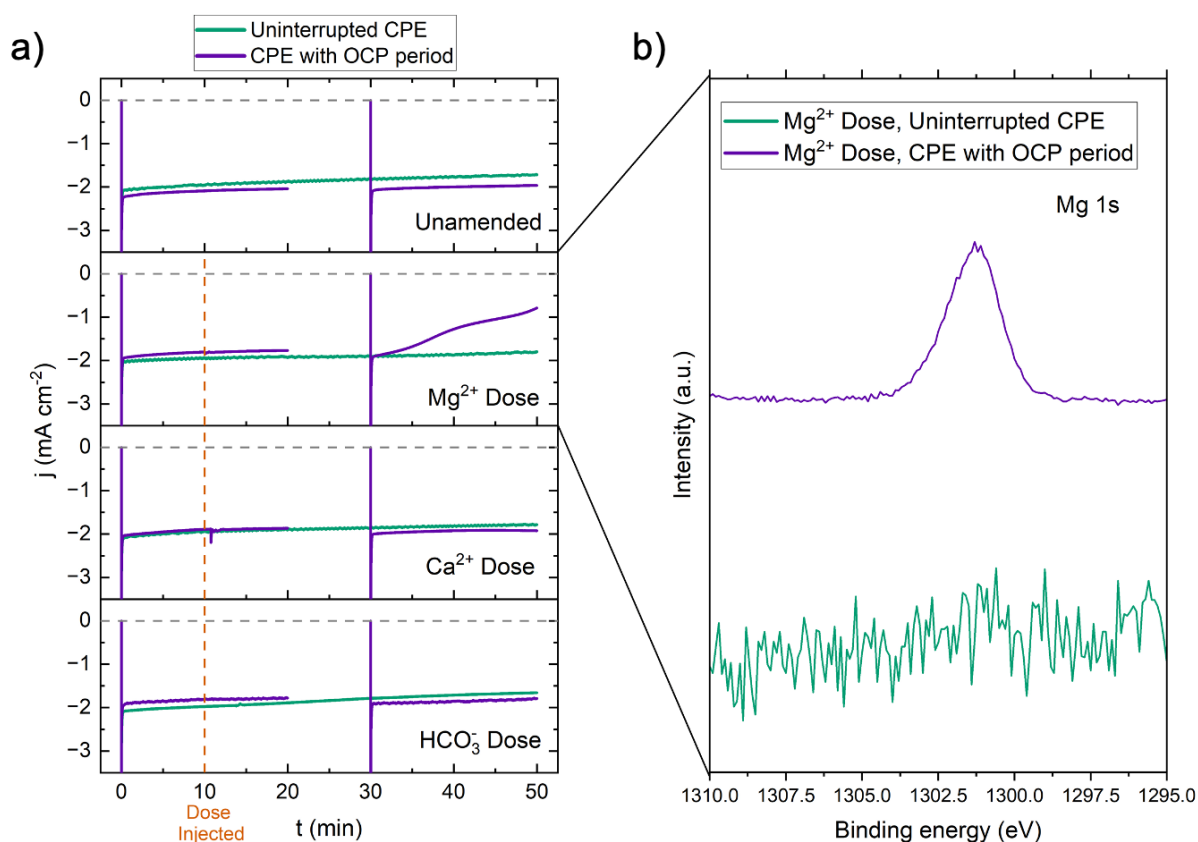 a)
Uninterrupted CPE
CPE with OCP period
0
−1
−2
−3
Unamended
0
−1
−2
−3
Mg²⁺ Dose
0
−1
−2
−3
Ca²⁺ Dose
0
−1
−2
−3
HCO₃⁻ Dose
j (mA cm⁻²)
0 10 20 30 40 50
Dose
Injected
t (min)
b)
Mg²⁺ Dose, Uninterrupted CPE
Mg²⁺ Dose, CPE with OCP period
Mg 1s
Intensity (a.u.)
1310.0 1307.5 1305.0 1302.5 1300.0 1297.5 1295.0
Binding energy (eV)